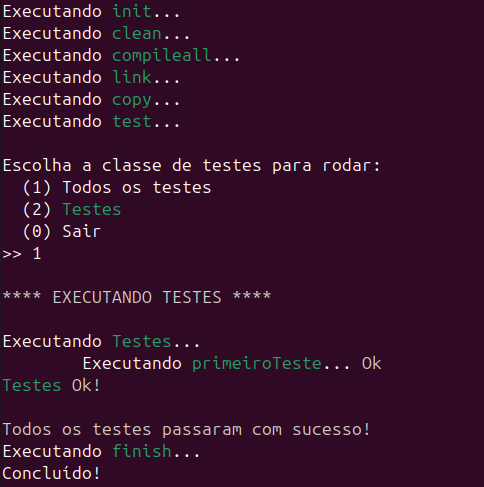 Executando init...
Executando clean...
Executando compileall...
Executando link...
Executando copy...
Executando test...
Escolha a classe de testes para rodar:
(1) Todos os testes
(2) Testes
(0) Sair
>> 1
**** EXECUTANDO TESTES ****
Executando Testes...
Executando primeiroTeste... Ok
Testes Ok!
Todos os testes passaram com sucesso!
Executando finish...
Concluído!